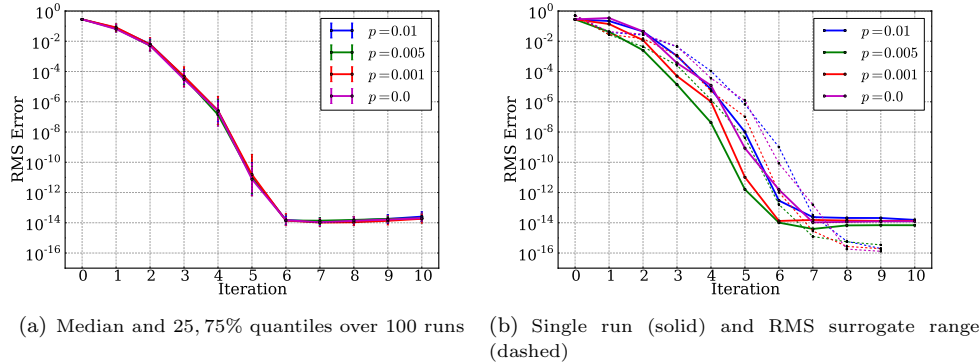 10^0
10^-2
10^-4
10^-6
10^-8
10^-10
10^-12
10^-14
10^-16
RMS Error
0 1 2 3 4 5 6 7 8 9 10
Iteration
p=0.01
p=0.005
p=0.001
p=0.0
(a) Median and 25, 75% quantiles over 100 runs
10^0
10^-2
10^-4
10^-6
10^-8
10^-10
10^-12
10^-14
10^-16
RMS Error
0 1 2 3 4 5 6 7 8 9 10
Iteration
p=0.01
p=0.005
p=0.001
p=0.0
(b) Single run (solid) and RMS surrogate range
(dashed)